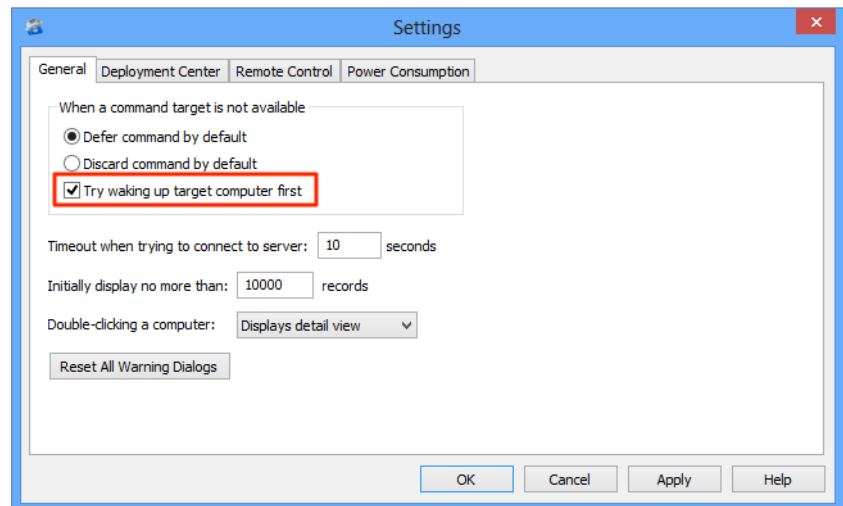 Settings
General Deployment Center Remote Control Power Consumption
When a command target is not available
Defer command by default
Discard command by default
Try waking up target computer first
Timeout when trying to connect to server: 10 seconds
Initially display no more than: 10000 records
Double-clicking a computer: Displays detail view
Reset All Warning Dialogs
OK Cancel Apply Help